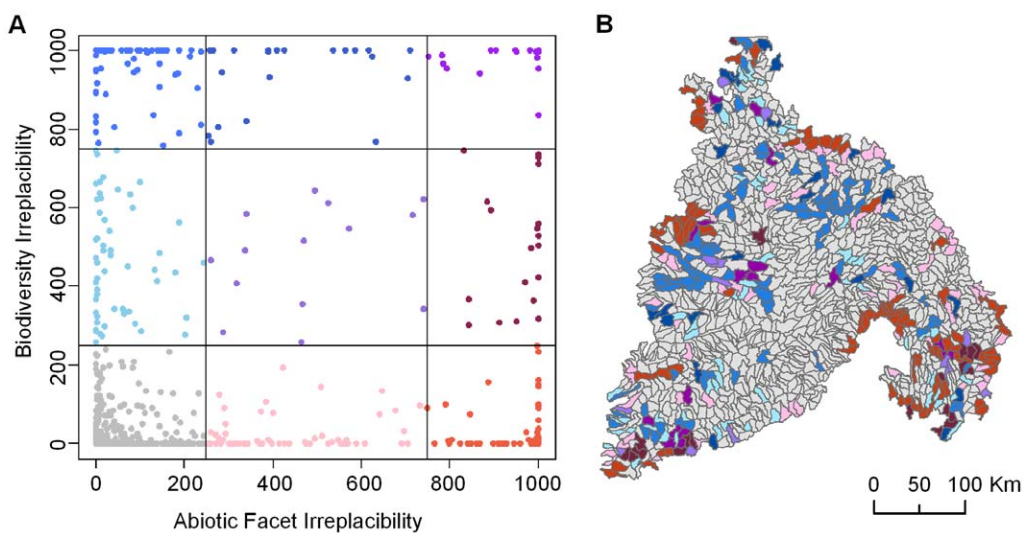 A
B
Biodiversity Irreplacibility
1000
800
600
400
200
0
0 200 400 600 800 1000
Abiotic Facet Irreplacibility
0 50 100 Km